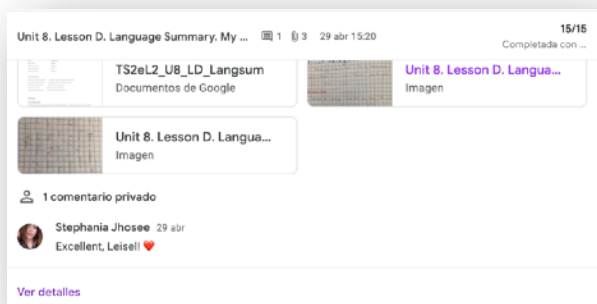 Unit 8. Lesson D. Language Summary. My ... 1 3 29 abr 15:20
15/15
Completada con ...
TS2eL2_U8_LD_Langsum
Documentos de Google
Unit 8. Lesson D. Langua...
Imagen
Unit 8. Lesson D. Langua...
Imagen
1 comentario privado
Stephania Jhosee 29 abr
Excellent, Leisel! ❤️
Ver detalles